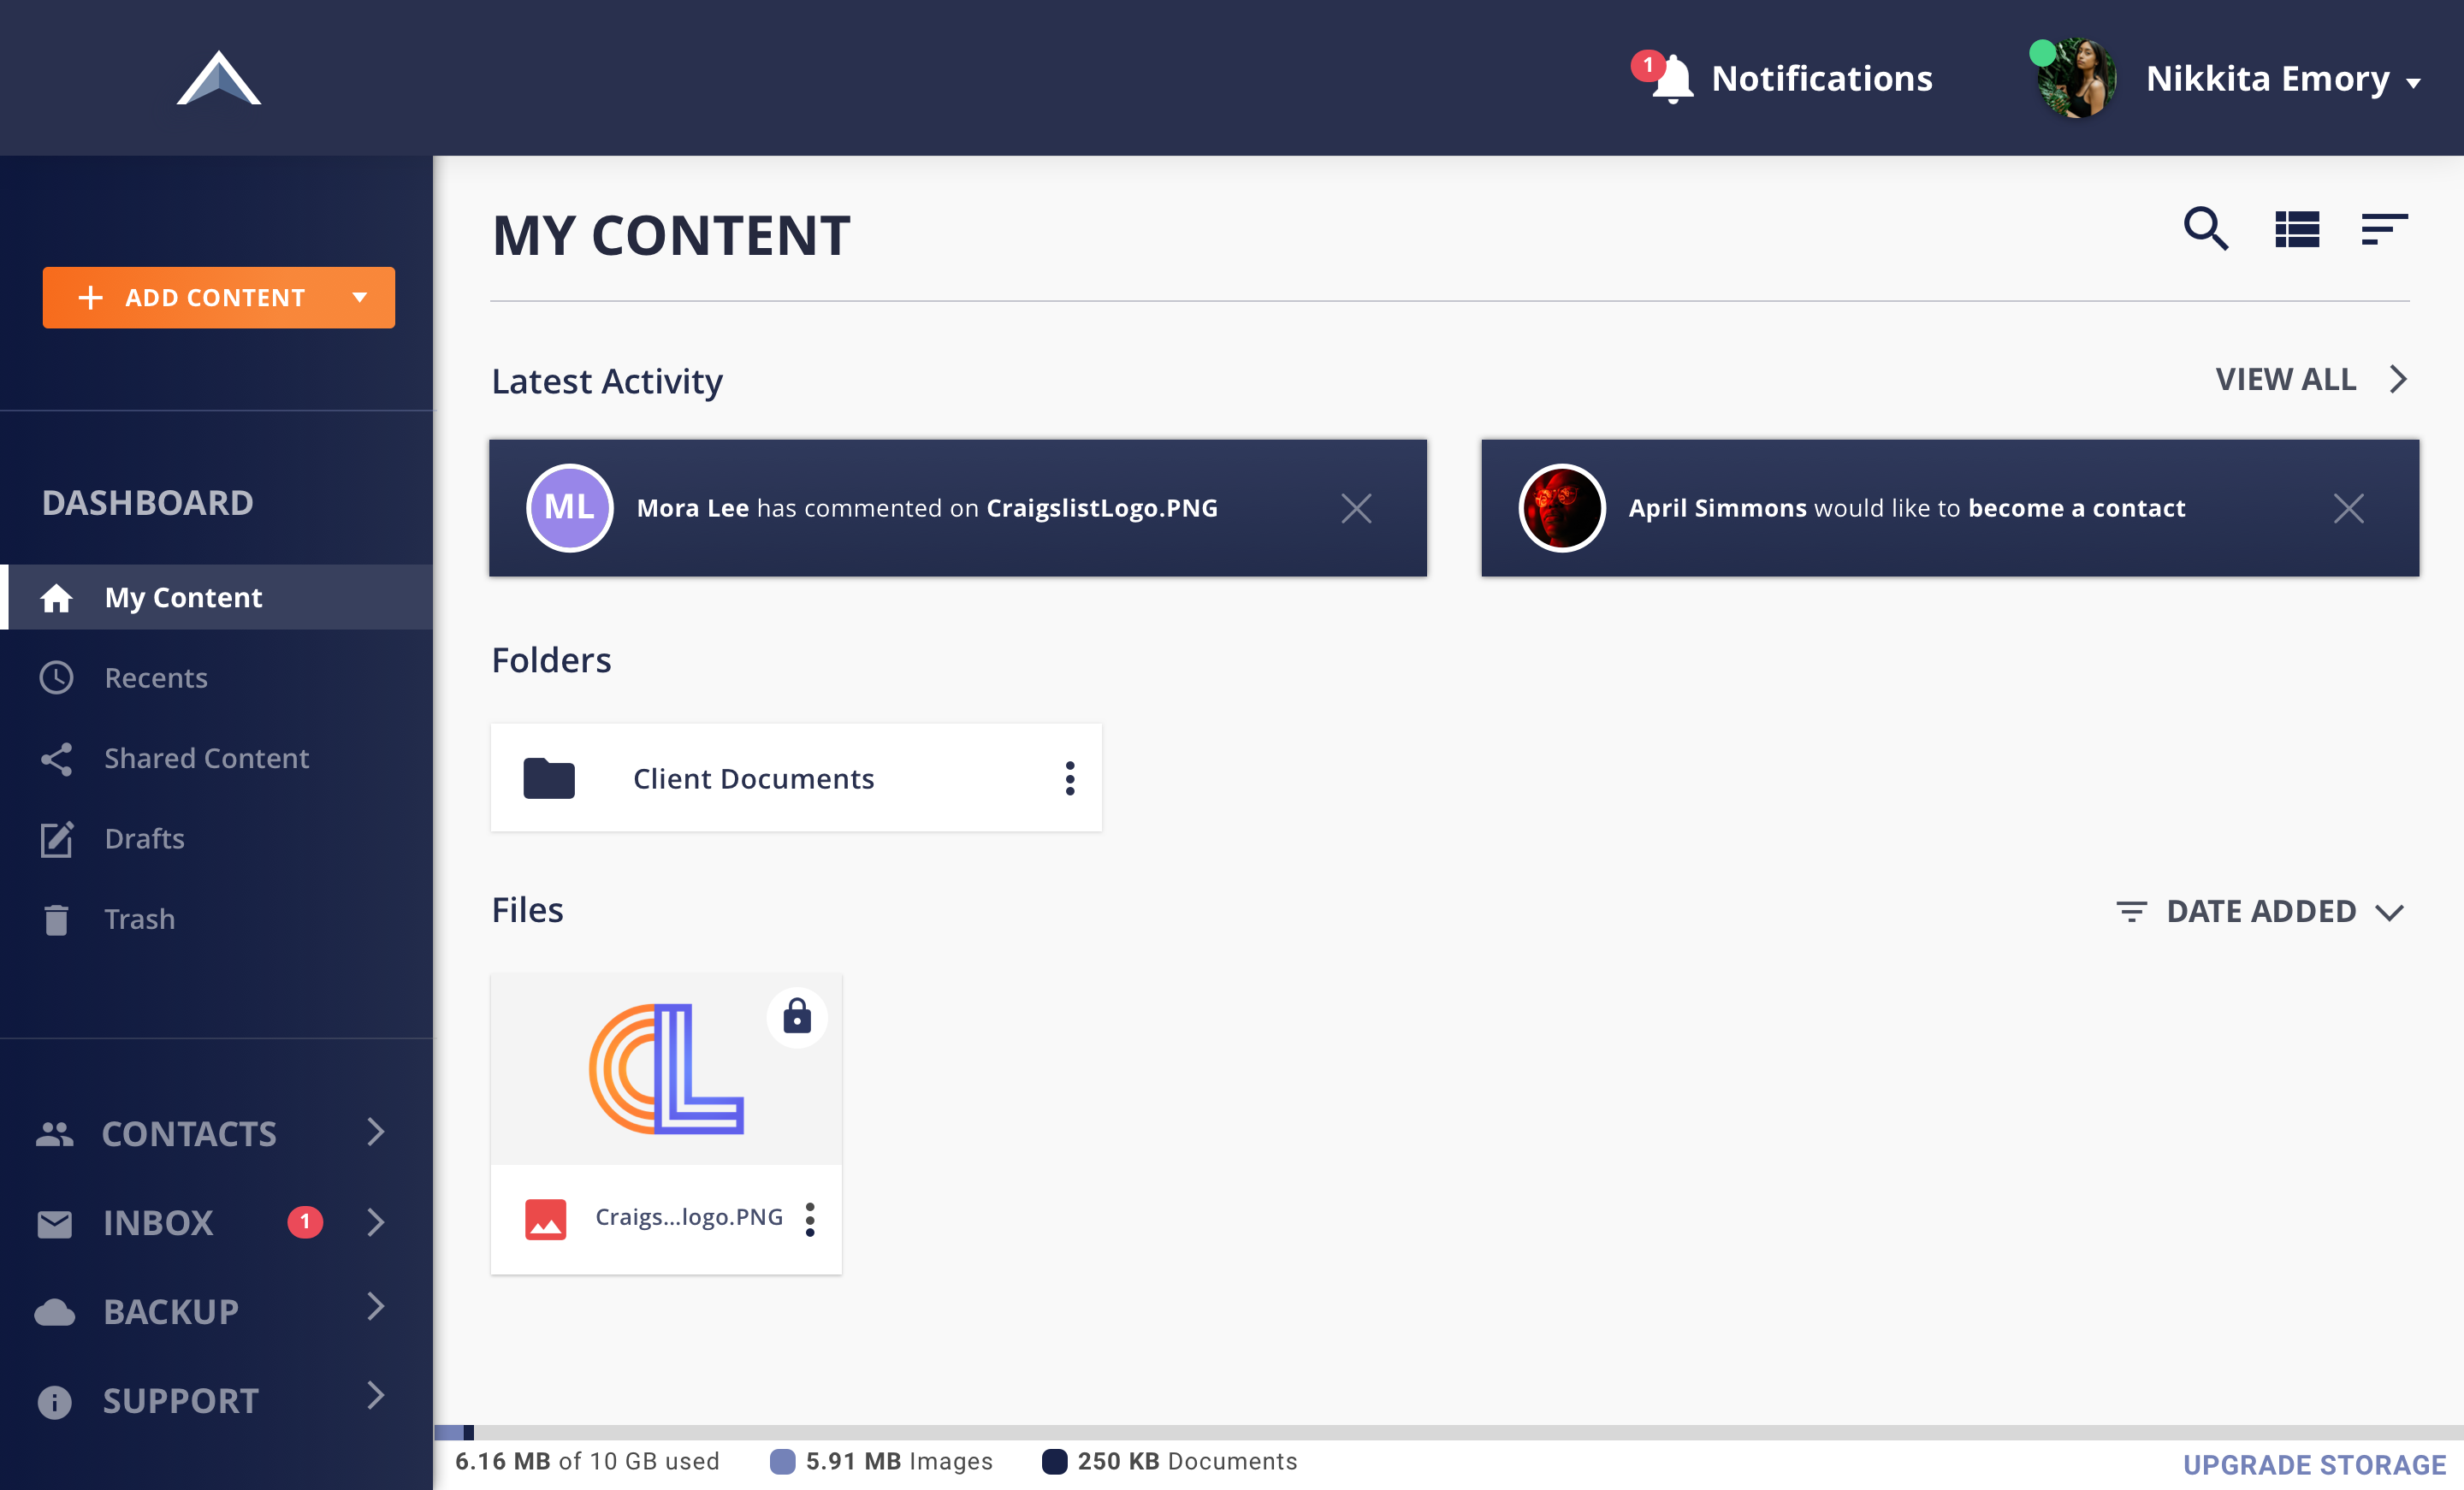 1 Notifications
Nikkita Emory
ADD CONTENT
DASHBOARD
My Content
Recents
Shared Content
Drafts
Trash
CONTACTS
INBOX 1
BACKUP
SUPPORT
MY CONTENT
Latest Activity
VIEW ALL
ML Mora Lee has commented on CraigslistLogo.PNG
April Simmons would like to become a contact
Folders
Client Documents
Files
DATE ADDED
CL
Craigs...logo.PNG
6.16 MB of 10 GB used
5.91 MB Images
250 KB Documents
UPGRADE STORAGE